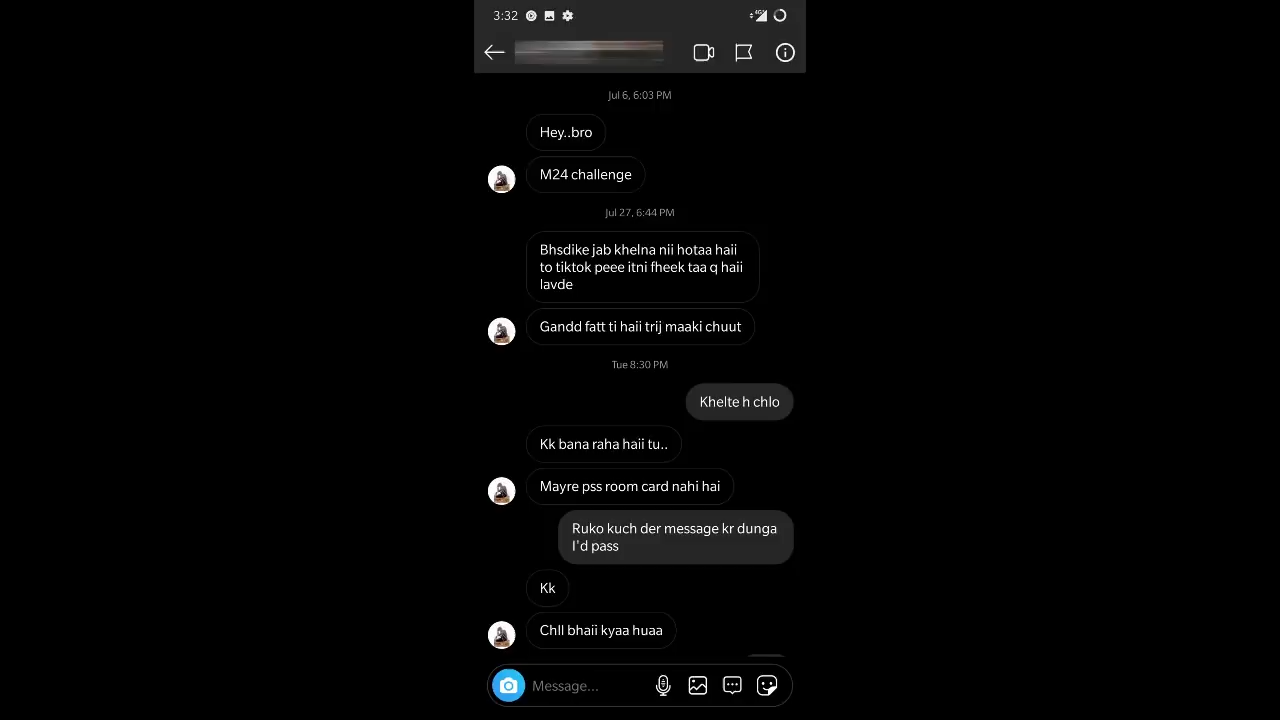 3:32
4G
Jul 6, 6:03 PM
Hey..bro
M24 challenge
Jul 27, 6:44 PM
Bhsdike jab khelna nii hotaa haii
to tiktok peee itni fheek taa q haii
lavde
Gandd fatt ti haii trij maaki chuut
Tue 8:30 PM
Khelte h chlo
Kk bana raha haii tu..
Mayre pss room card nahi hai
Ruko kuch der message kr dunga
I'd pass
Kk
Chll bhaii kyaa huaa
Message...